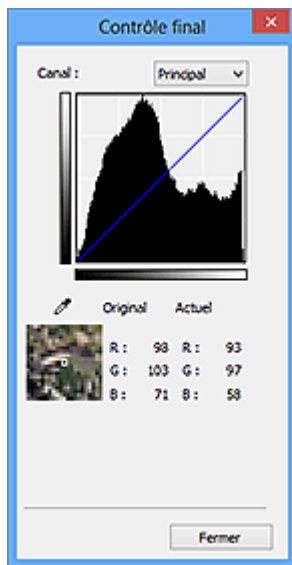 Contrôle final
Canal : Principal
Original Actuel
R : 98 R : 93
G : 103 G : 97
B : 71 B : 58
Fermer